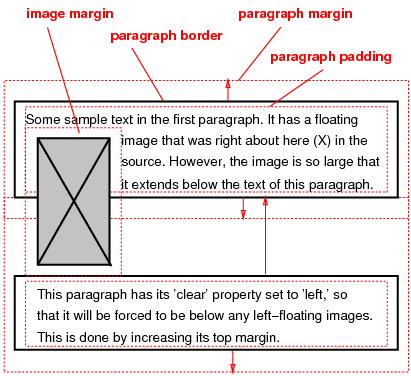 image margin
paragraph margin
paragraph border
paragraph padding
Some sample text in the first paragraph. It has a floating
image that was right about here (X) in the
source. However, the image is so large that
it extends below the text of this paragraph.
This paragraph has its 'clear' property set to 'left,' so
that it will be forced to be below any left–floating images.
This is done by increasing its top margin.